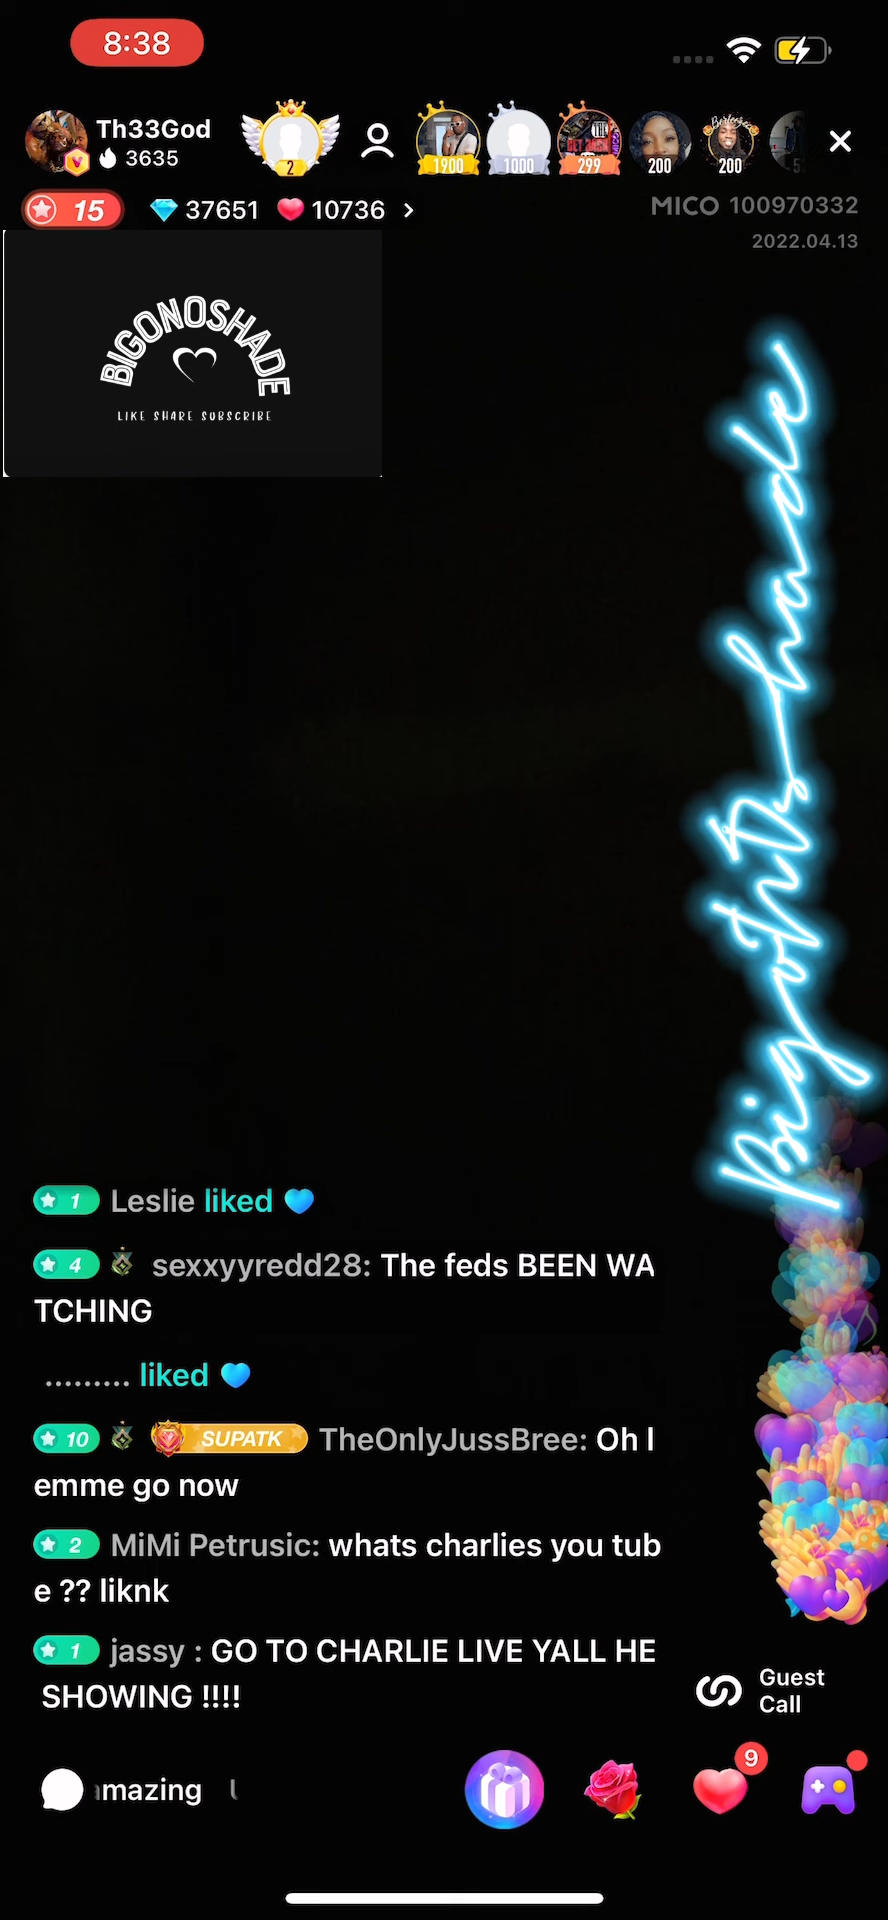 8:38
Th33God
3635
2
1900
1000
299
200
200
15
37651
10736
MICO 100970332
2022.04.13
BIGONOSHADE
LIKE SHARE SUBSCRIBE
1 Leslie liked
4 sexxyyredd28: The feds BEEN WA
TCHING
......... liked
10 SUPATK TheOnlyJussBree: Oh l
emme go now
2 MiMi Petrusic: whats charlies you tub
e ?? liknk
1 jassy : GO TO CHARLIE LIVE YALL HE
SHOWING !!!!
Guest
Call
mazing
9